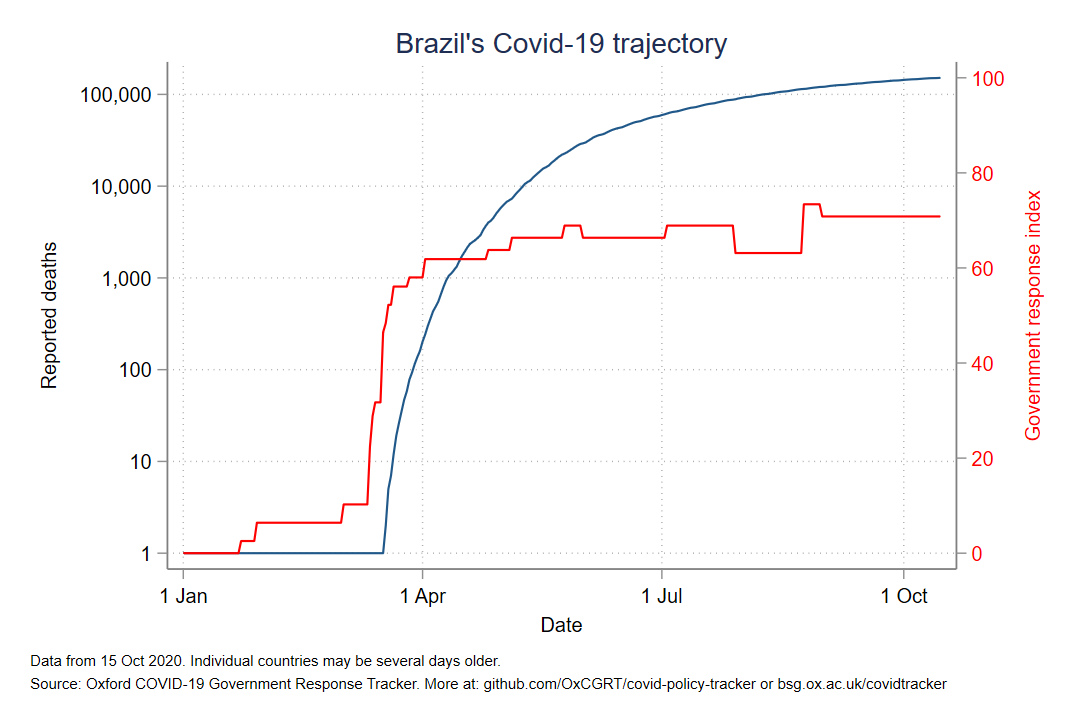 Brazil's Covid-19 trajectory
100,000
10,000
1,000
100
10
1
Reported deaths
100
80
60
40
20
0
Government response index
1 Jan
1 Apr
1 Jul
1 Oct
Date
Data from 15 Oct 2020. Individual countries may be several days older.
Source: Oxford COVID-19 Government Response Tracker. More at: github.com/OxCGRT/covid-policy-tracker or bsg.ox.ac.uk/covidtracker